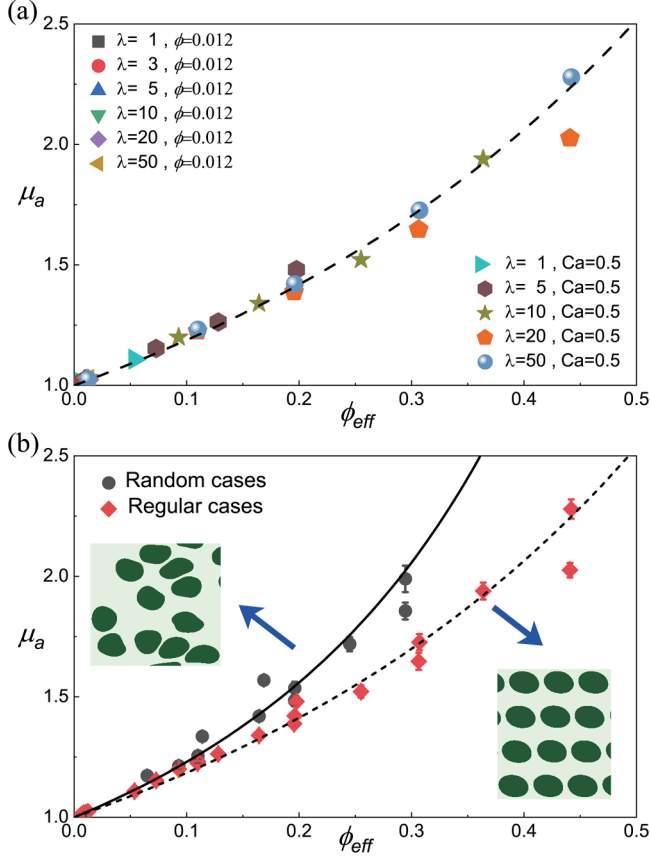 (a)
2.5
2.0
1.5
1.0
μₐ
λ= 1 , ϕ=0.012
λ= 3 , ϕ=0.012
λ= 5 , ϕ=0.012
λ=10 , ϕ=0.012
λ=20 , ϕ=0.012
λ=50 , ϕ=0.012
λ= 1 , Ca=0.5
λ= 5 , Ca=0.5
λ=10 , Ca=0.5
λ=20 , Ca=0.5
λ=50 , Ca=0.5
0.0 0.1 0.2 0.3 0.4 0.5
ϕeff
(b)
2.5
2.0
1.5
1.0
μₐ
Random cases
Regular cases
0.0 0.1 0.2 0.3 0.4 0.5
ϕeff